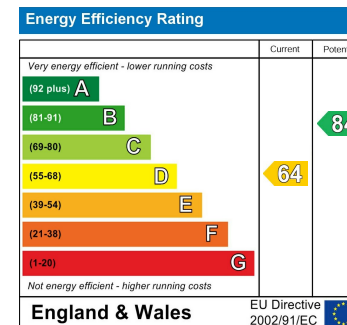 Energy Efficiency Rating
Current
Very energy efficient - lower running costs
(92 plus) A
(81-91) B
(69-80) C
(55-68) D
64
(39-54) E
(21-38) F
(1-20) G
Not energy efficient - higher running costs
England & Wales
EU Directive
2002/91/EC